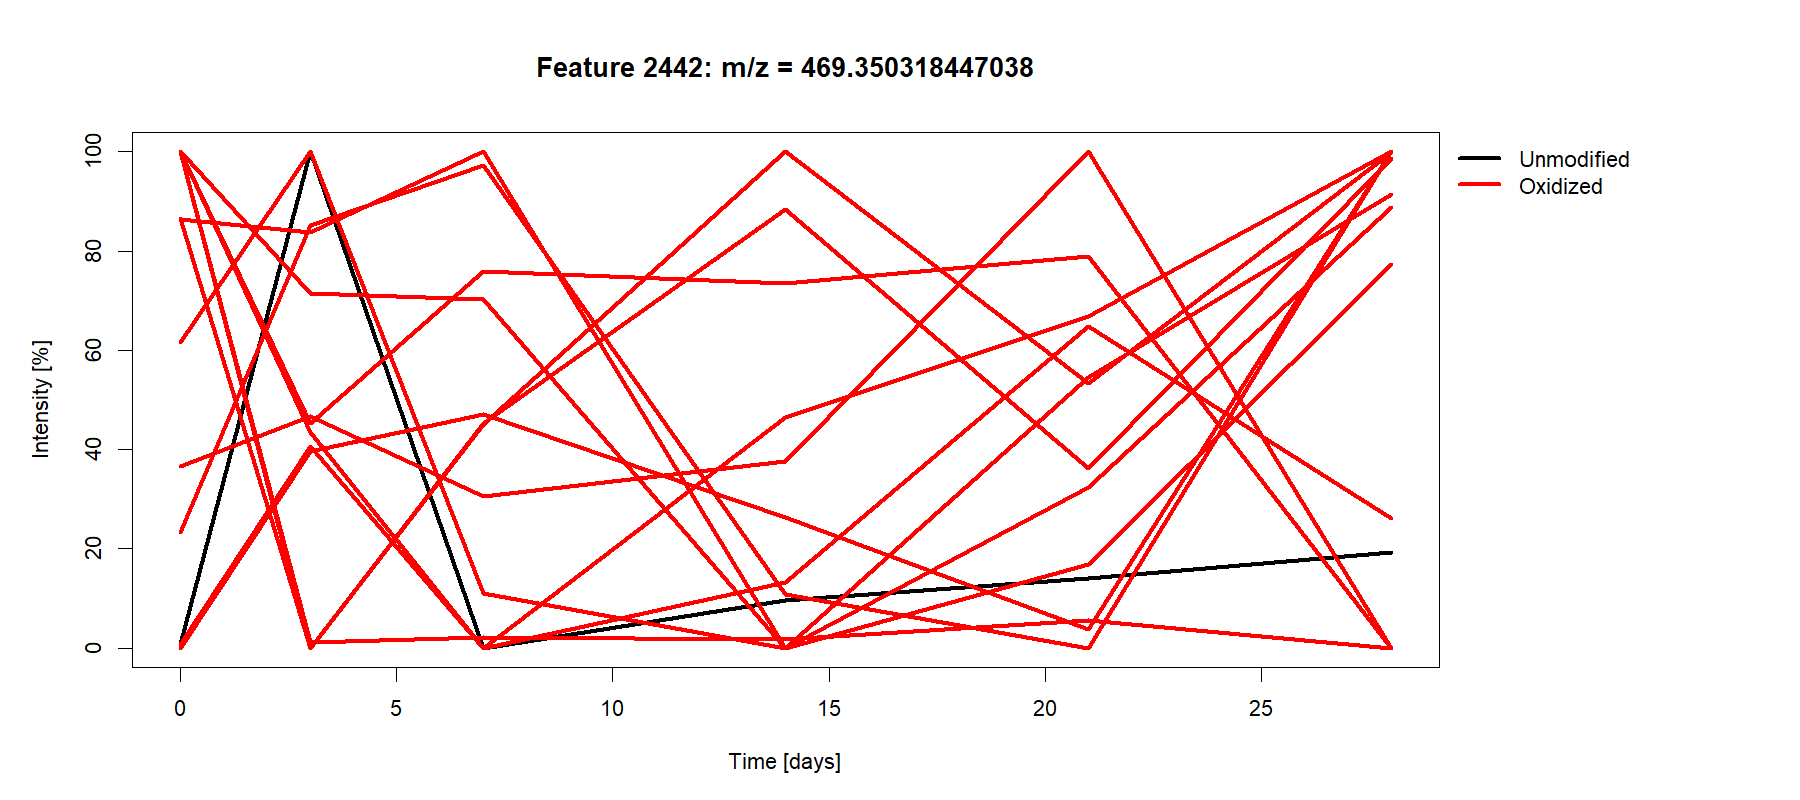 Feature 2442: m/z = 469.350318447038
Unmodified
Oxidized
Intensity [%]
100
80
60
40
20
0
0 5 10 15 20 25
Time [days]